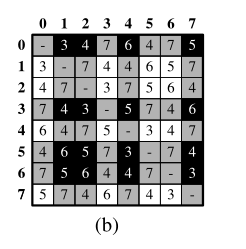 0 1 2 3 4 5 6 7
0 - 3 4 7 6 4 7 5
1 3 - 7 4 4 6 5 7
2 4 7 - 3 7 5 6 4
3 7 4 3 - 5 7 4 6
4 6 4 7 5 - 3 4 7
5 4 6 5 7 3 - 7 4
6 7 5 6 4 4 7 - 3
7 5 7 4 6 7 4 3 -
(b)